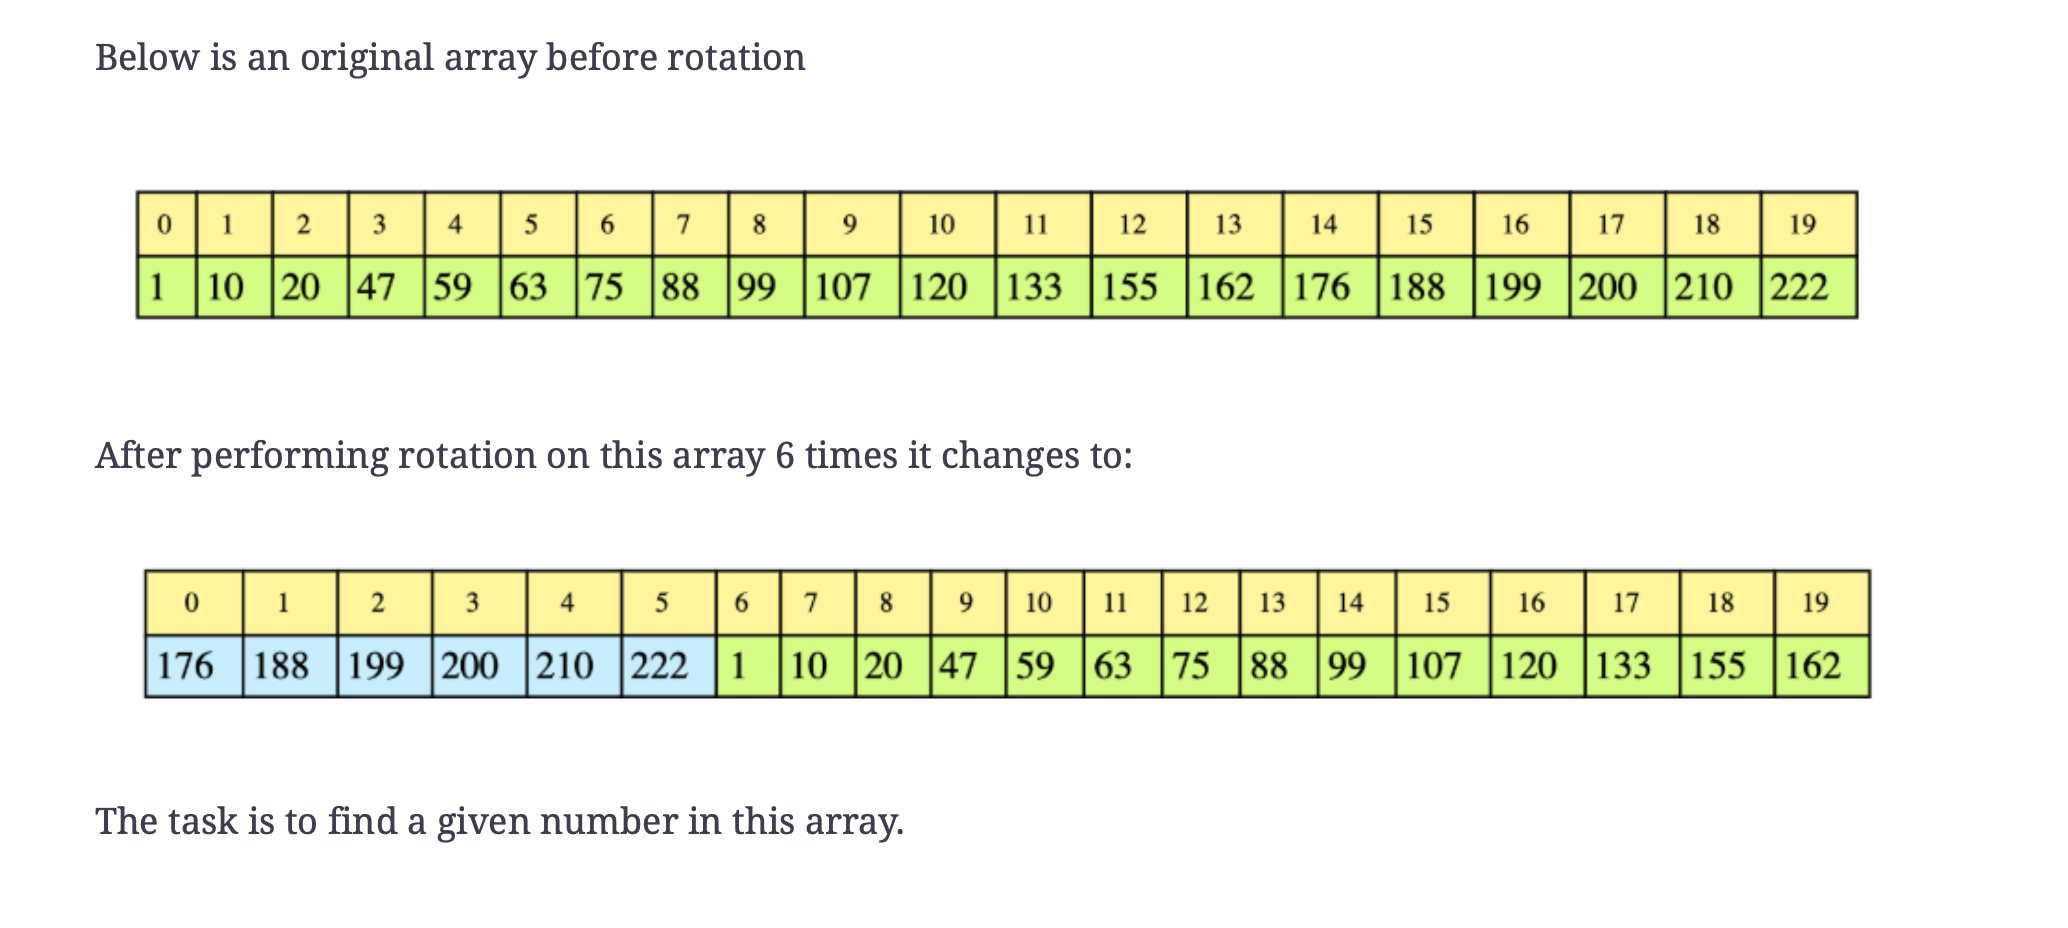 Below is an original array before rotation
0 1 2 3 4 5 6 7 8 9 10 11 12 13 14 15 16 17 18 19
1 10 20 47 59 63 75 88 99 107 120 133 155 162 176 188 199 200 210 222
After performing rotation on this array 6 times it changes to:
0 1 2 3 4 5 6 7 8 9 10 11 12 13 14 15 16 17 18 19
176 188 199 200 210 222 1 10 20 47 59 63 75 88 99 107 120 133 155 162
The task is to find a given number in this array.